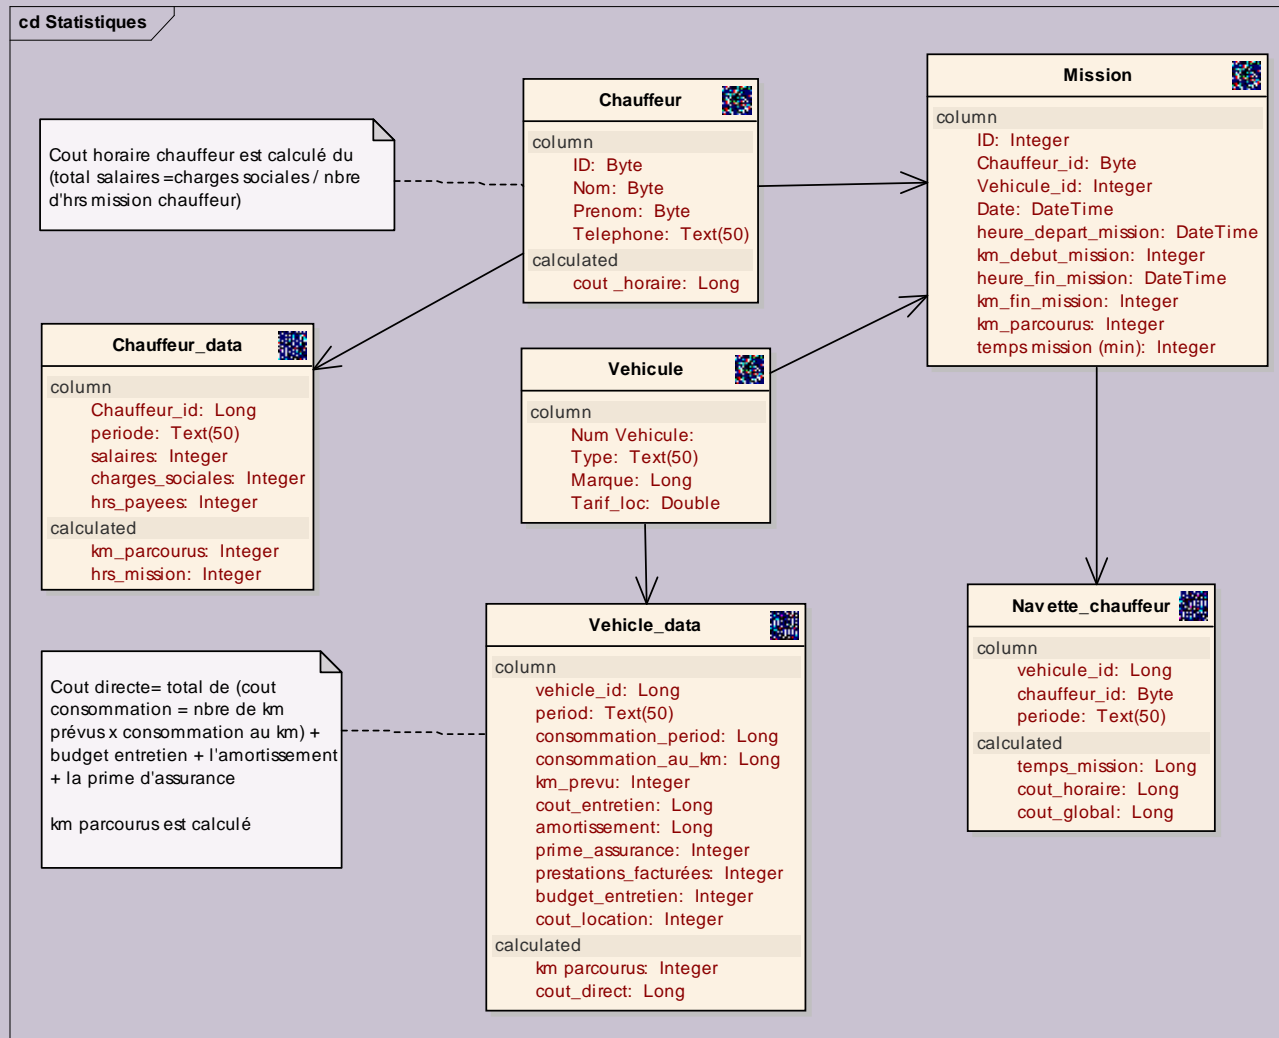 cd Statistiques
Cout horaire chauffeur est calculé du
(total salaires =charges sociales / nbre
d'hrs mission chauffeur)
Chauffeur
column
ID: Byte
Nom: Byte
Prenom: Byte
Telephone: Text(50)
calculated
cout _horaire: Long
Mission
column
ID: Integer
Chauffeur_id: Byte
Vehicule_id: Integer
Date: DateTime
heure_depart_mission: DateTime
km_debut_mission: Integer
heure_fin_mission: DateTime
km_fin_mission: Integer
km_parcourus: Integer
temps mission (min): Integer
Chauffeur_data
column
Chauffeur_id: Long
periode: Text(50)
salaires: Integer
charges_sociales: Integer
hrs_payees: Integer
calculated
km_parcourus: Integer
hrs_mission: Integer
Vehicule
column
Num Vehicule:
Type: Text(50)
Marque: Long
Tarif_loc: Double
Cout directe= total de (cout
consommation = nbre de km
prévus x consommation au km) +
budget entretien + l'amortissement
+ la prime d'assurance
km parcourus est calculé
Vehicle_data
column
vehicle_id: Long
period: Text(50)
consommation_period: Long
consommation_au_km: Long
km_prevu: Integer
cout_entretien: Long
amortissement: Long
prime_assurance: Integer
prestations_facturées: Integer
budget_entretien: Integer
cout_location: Integer
calculated
km parcourus: Integer
cout_direct: Long
Navette_chauffeur
column
vehicule_id: Long
chauffeur_id: Byte
periode: Text(50)
calculated
temps_mission: Long
cout_horaire: Long
cout_global: Long